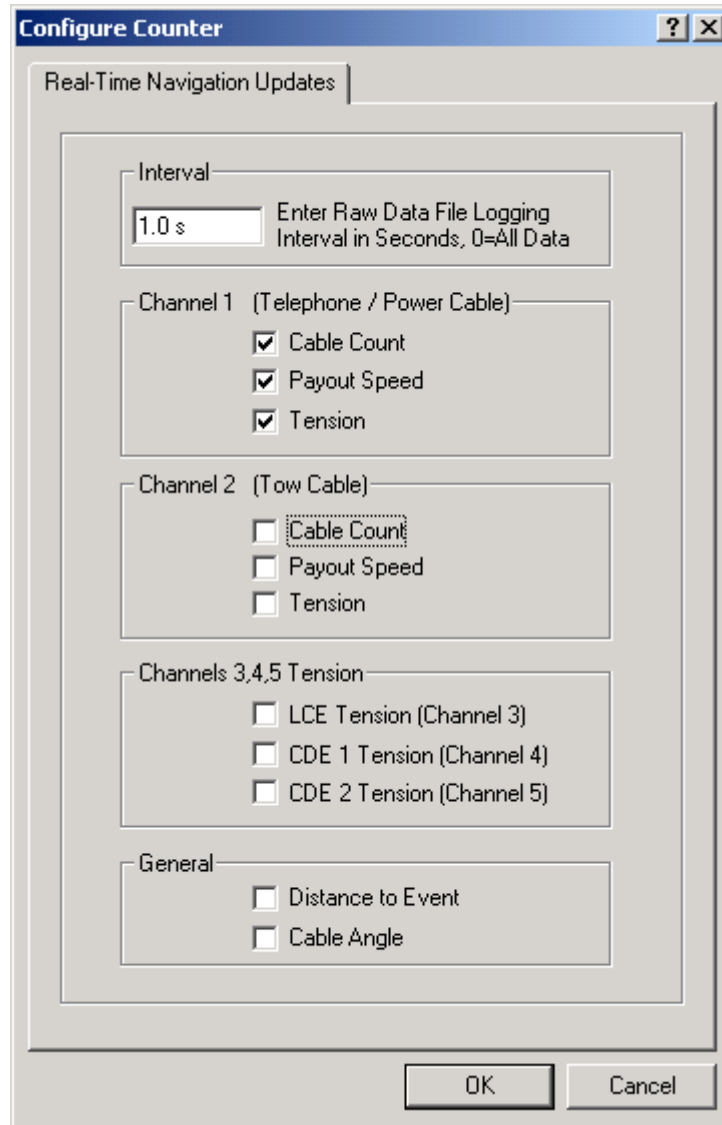 Configure Counter
Real-Time Navigation Updates
Interval
1.0 s
Enter Raw Data File Logging
Interval in Seconds, 0=All Data
Channel 1 (Telephone / Power Cable)
Cable Count
Payout Speed
Tension
Channel 2 (Tow Cable)
Cable Count
Payout Speed
Tension
Channels 3,4,5 Tension
LCE Tension (Channel 3)
CDE 1 Tension (Channel 4)
CDE 2 Tension (Channel 5)
General
Distance to Event
Cable Angle
OK Cancel